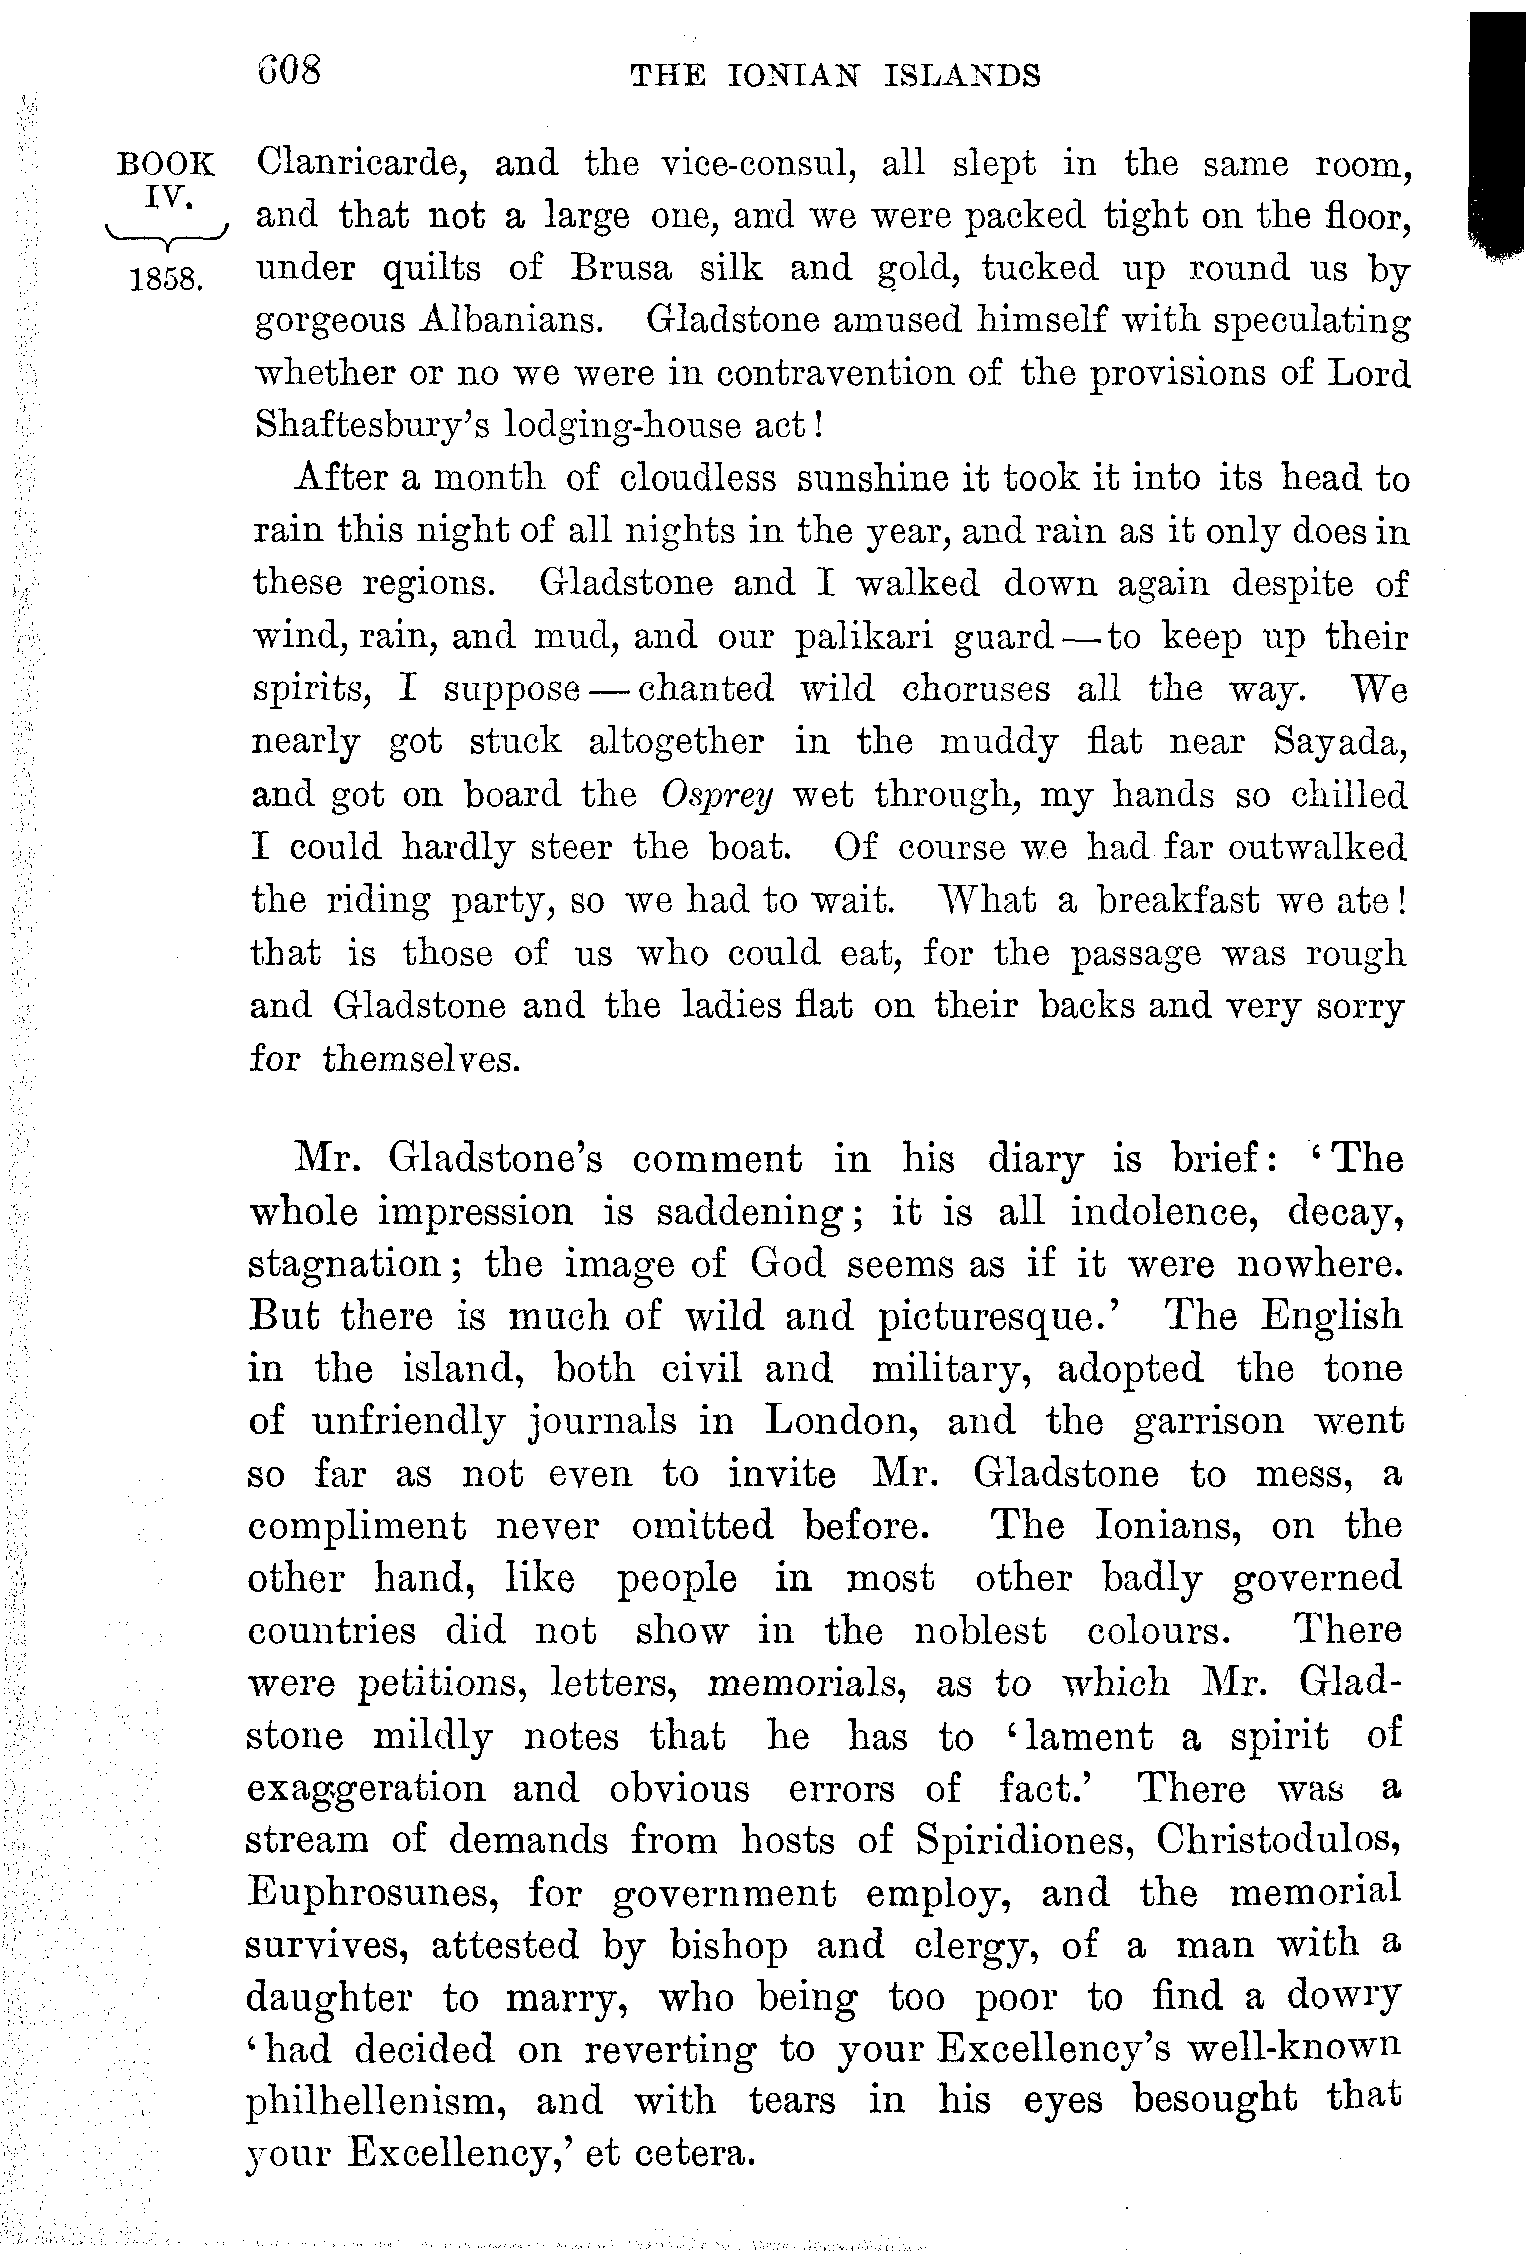 608 THE IONIAN ISLANDS
BOOK
IV.
1858.
Clanricarde, and the vice-consul, all slept in the same room,
and that not a large one, and we were packed tight on the floor,
under quilts of Brusa silk and gold, tucked up round us by
gorgeous Albanians. Gladstone amused himself with speculating
whether or no we were in contravention of the provisions of Lord
Shaftesbury's lodging-house act!
After a month of cloudless sunshine it took it into its head to
rain this night of all nights in the year, and rain as it only does in
these regions. Gladstone and I walked down again despite of
wind, rain, and mud, and our palikari guard—to keep up their
spirits, I suppose—chanted wild choruses all the way. We
nearly got stuck altogether in the muddy flat near Sayada,
and got on board the Osprey wet through, my hands so chilled
I could hardly steer the boat. Of course we had far outwalked
the riding party, so we had to wait. What a breakfast we ate!
that is those of us who could eat, for the passage was rough
and Gladstone and the ladies flat on their backs and very sorry
for themselves.
Mr. Gladstone's comment in his diary is brief: 'The
whole impression is saddening; it is all indolence, decay,
stagnation; the image of God seems as if it were nowhere.
But there is much of wild and picturesque.' The English
in the island, both civil and military, adopted the tone
of unfriendly journals in London, and the garrison went
so far as not even to invite Mr. Gladstone to mess, a
compliment never omitted before. The Ionians, on the
other hand, like people in most other badly governed
countries did not show in the noblest colours. There
were petitions, letters, memorials, as to which Mr. Glad-
stone mildly notes that he has to 'lament a spirit of
exaggeration and obvious errors of fact.' There was a
stream of demands from hosts of Spiridiones, Christodulos,
Euphrosunes, for government employ, and the memorial
survives, attested by bishop and clergy, of a man with a
daughter to marry, who being too poor to find a dowry
'had decided on reverting to your Excellency's well-known
philhellenism, and with tears in his eyes besought that
your Excellency,' et cetera.